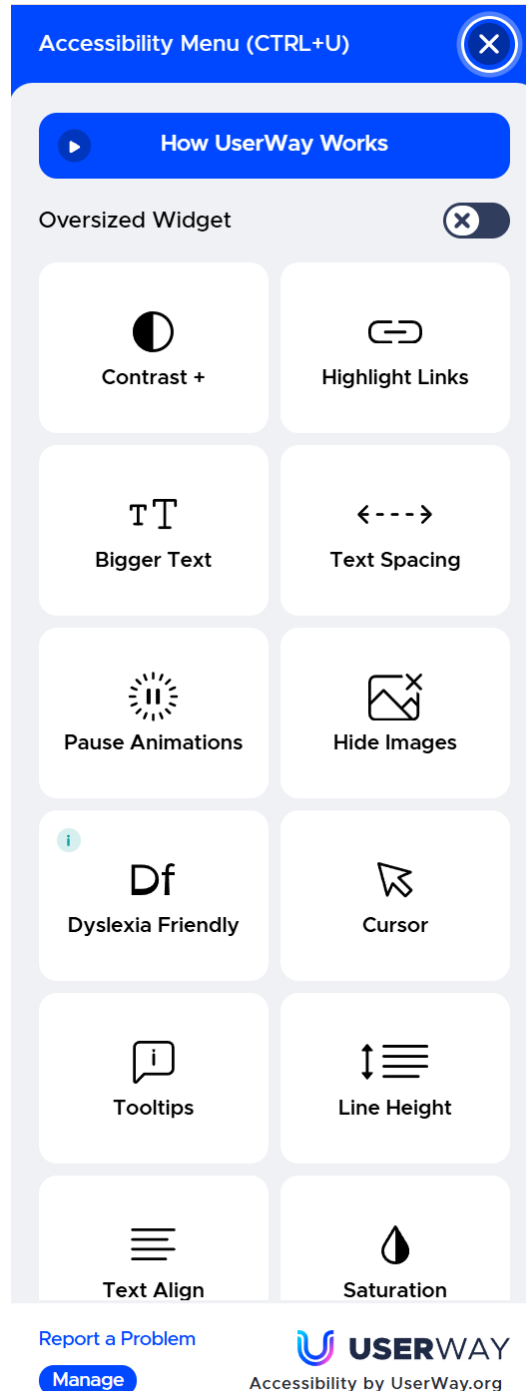 Accessibility Menu (CTRL+U)
How UserWay Works
Oversized Widget
Contrast +
Highlight Links
Bigger Text
Text Spacing
Pause Animations
Hide Images
Df
Dyslexia Friendly
Cursor
Tooltips
Line Height
Text Align
Saturation
Report a Problem
USERWAY
Manage
Accessibility by UserWay.org